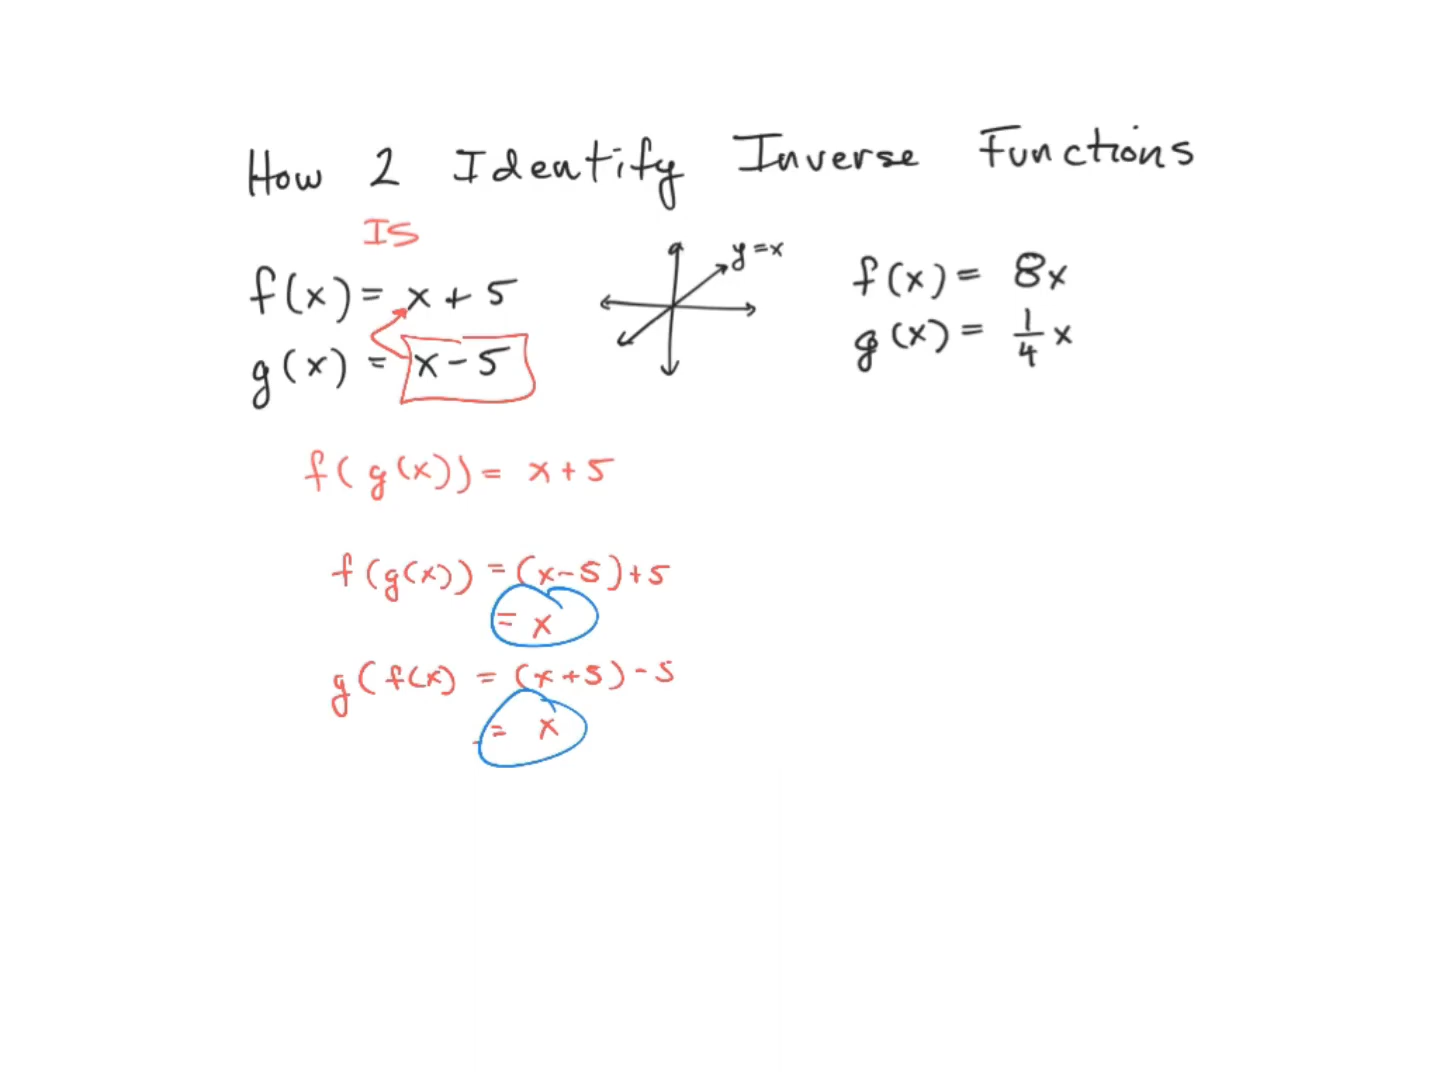 How 2 Identify Inverse Functions
IS
f(x) = x + 5
g(x) = x - 5
y = x
f(x) = 8x
g(x) = 1/4 x
f(g(x)) = x + 5
f(g(x)) = (x-5)+5
= x
g(f(x) = (x+5)-5
= x